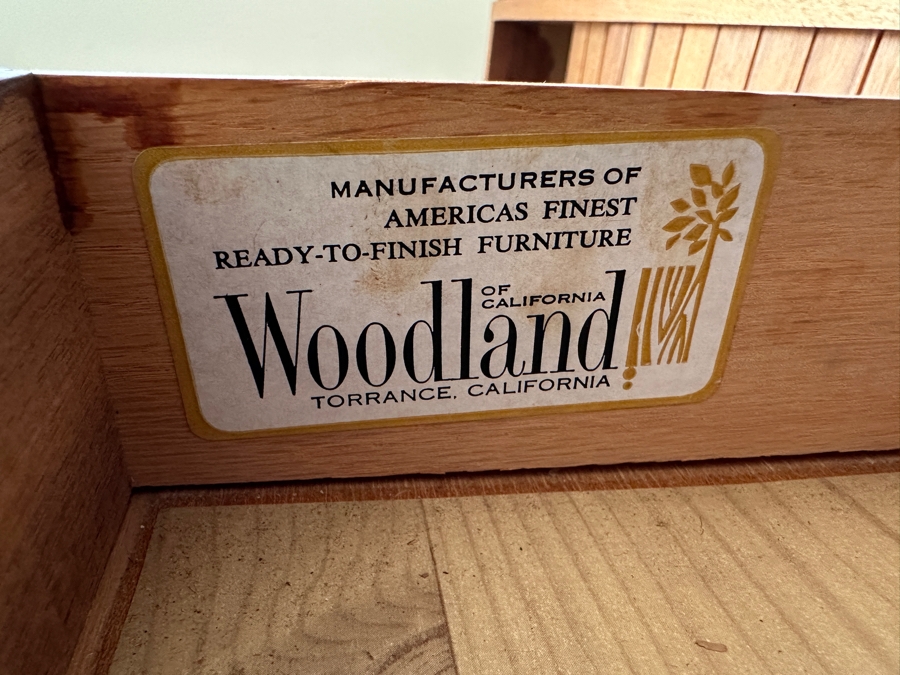 MANUFACTURERS OF
AMERICAS FINEST
READY-TO-FINISH FURNITURE
Woodland
OF
CALIFORNIA
TORRANCE, CALIFORNIA